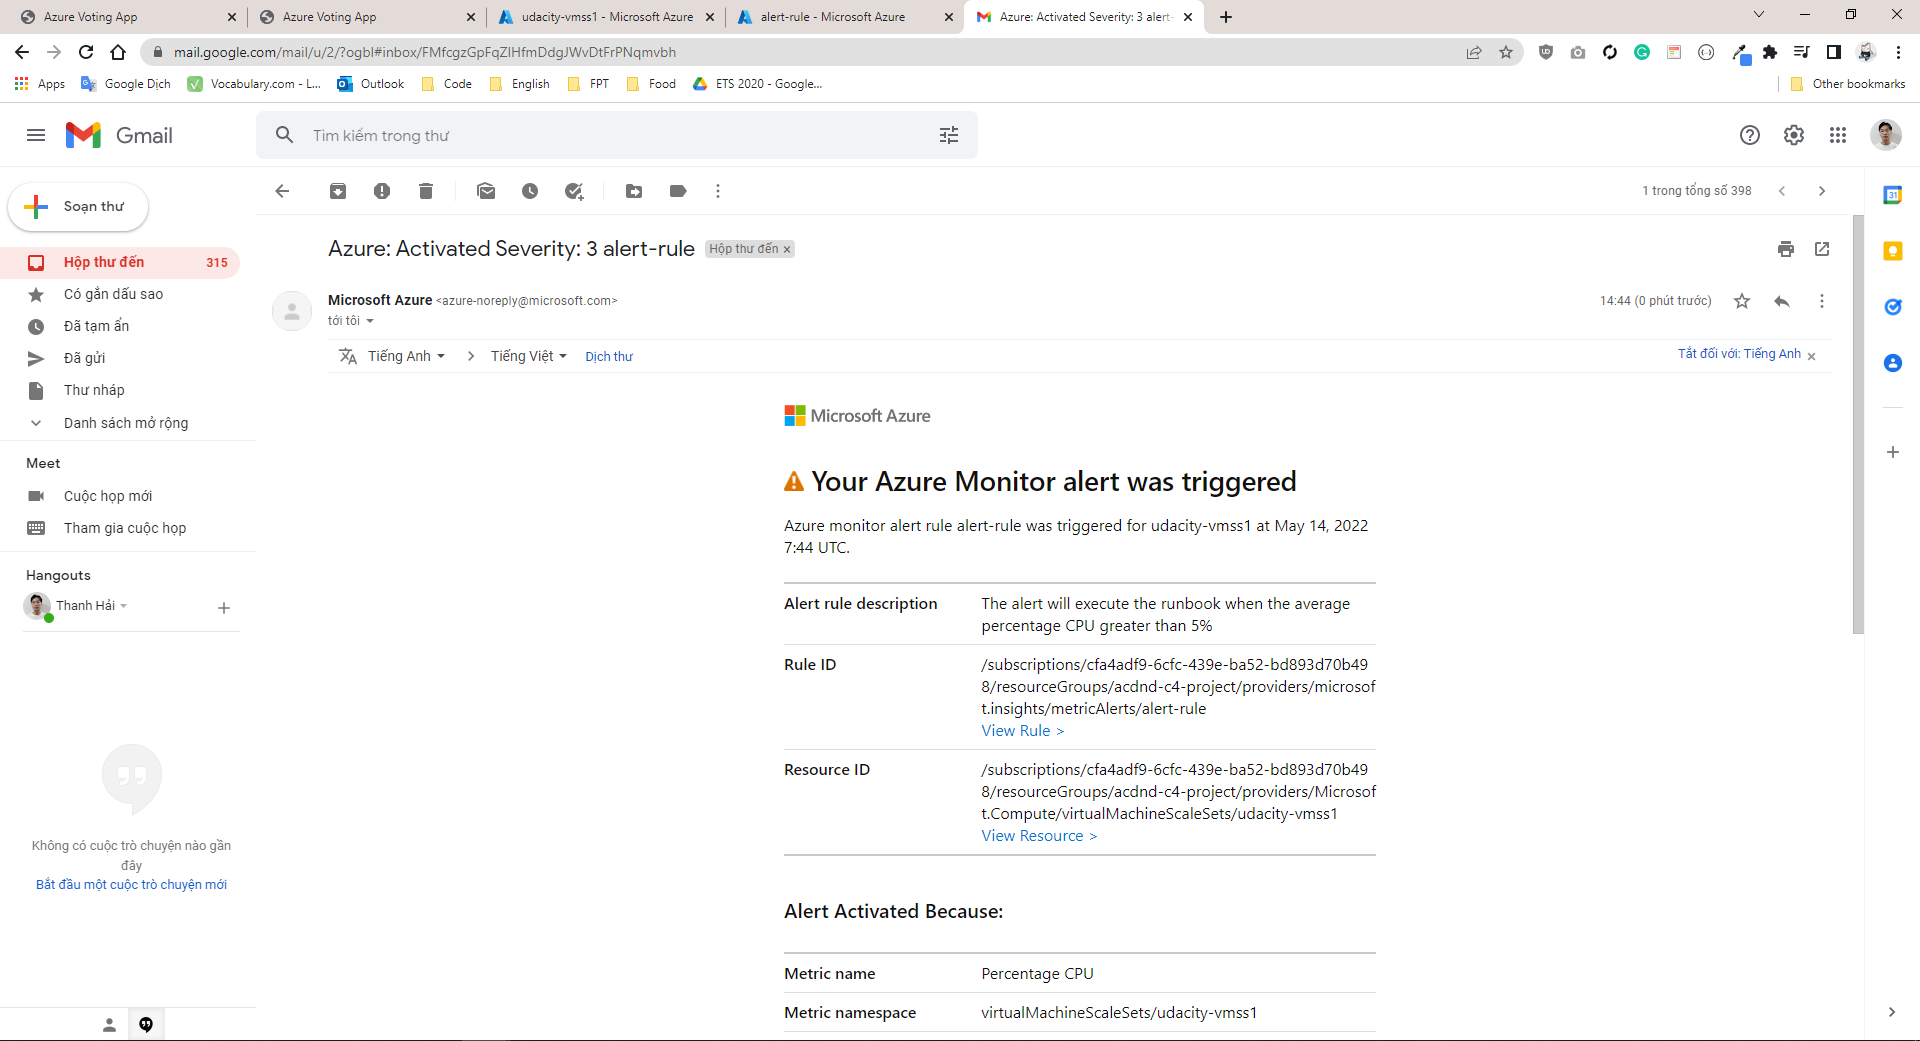 Azure Voting App
Azure Voting App
udacity-vmss1 - Microsoft Azure
alert-rule - Microsoft Azure
Azure: Activated Severity: 3 alert-
mail.google.com/mail/u/2/?ogbl#inbox/FMfcgzGpFqZlHfmDdgJWvDtFrPNqmvbh
Apps
Google Dịch
Vocabulary.com - L...
Outlook
Code
English
FPT
Food
ETS 2020 - Google...
Other bookmarks
Gmail
Tìm kiếm trong thư
Soạn thư
1 trong tổng số 398
Hộp thư đến 315
Có gắn dấu sao
Đã tạm ẩn
Đã gửi
Thư nháp
Danh sách mở rộng
Meet
Cuộc họp mới
Tham gia cuộc họp
Hangouts
Thanh Hải
Không có cuộc trò chuyện nào gần
đây
Bắt đầu một cuộc trò chuyện mới
Azure: Activated Severity: 3 alert-rule Hộp thư đến
Microsoft Azure <azure-noreply@microsoft.com>
14:44 (0 phút trước)
tới tôi
Tiếng Anh > Tiếng Việt Dịch thư
Tắt đối với: Tiếng Anh
Microsoft Azure
Your Azure Monitor alert was triggered
Azure monitor alert rule alert-rule was triggered for udacity-vmss1 at May 14, 2022
7:44 UTC.
Alert rule description The alert will execute the runbook when the average
percentage CPU greater than 5%
Rule ID /subscriptions/cfa4adf9-6cfc-439e-ba52-bd893d70b49
8/resourceGroups/acdnd-c4-project/providers/microsof
t.insights/metricAlerts/alert-rule
View Rule >
Resource ID /subscriptions/cfa4adf9-6cfc-439e-ba52-bd893d70b49
8/resourceGroups/acdnd-c4-project/providers/Microsof
t.Compute/virtualMachineScaleSets/udacity-vmss1
View Resource >
Alert Activated Because:
Metric name Percentage CPU
Metric namespace virtualMachineScaleSets/udacity-vmss1
31